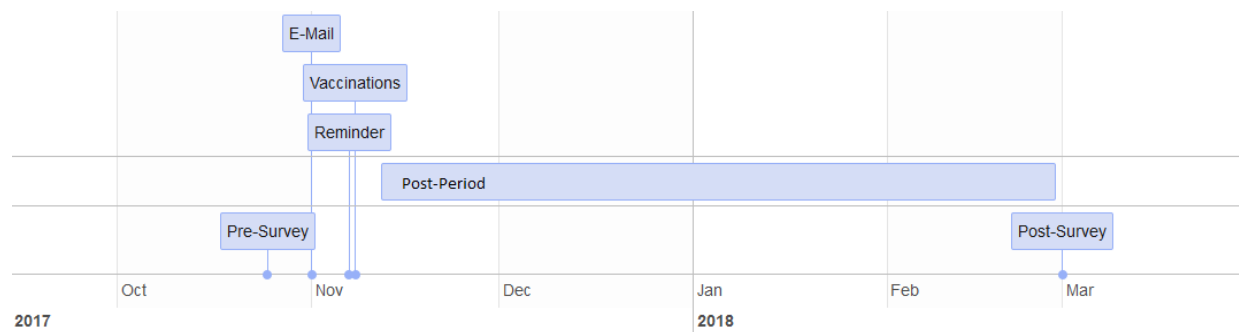 E-Mail
Vaccinations
Reminder
Post-Period
Pre-Survey
Post-Survey
Oct
Nov
Dec
Jan
Feb
Mar
2017
2018